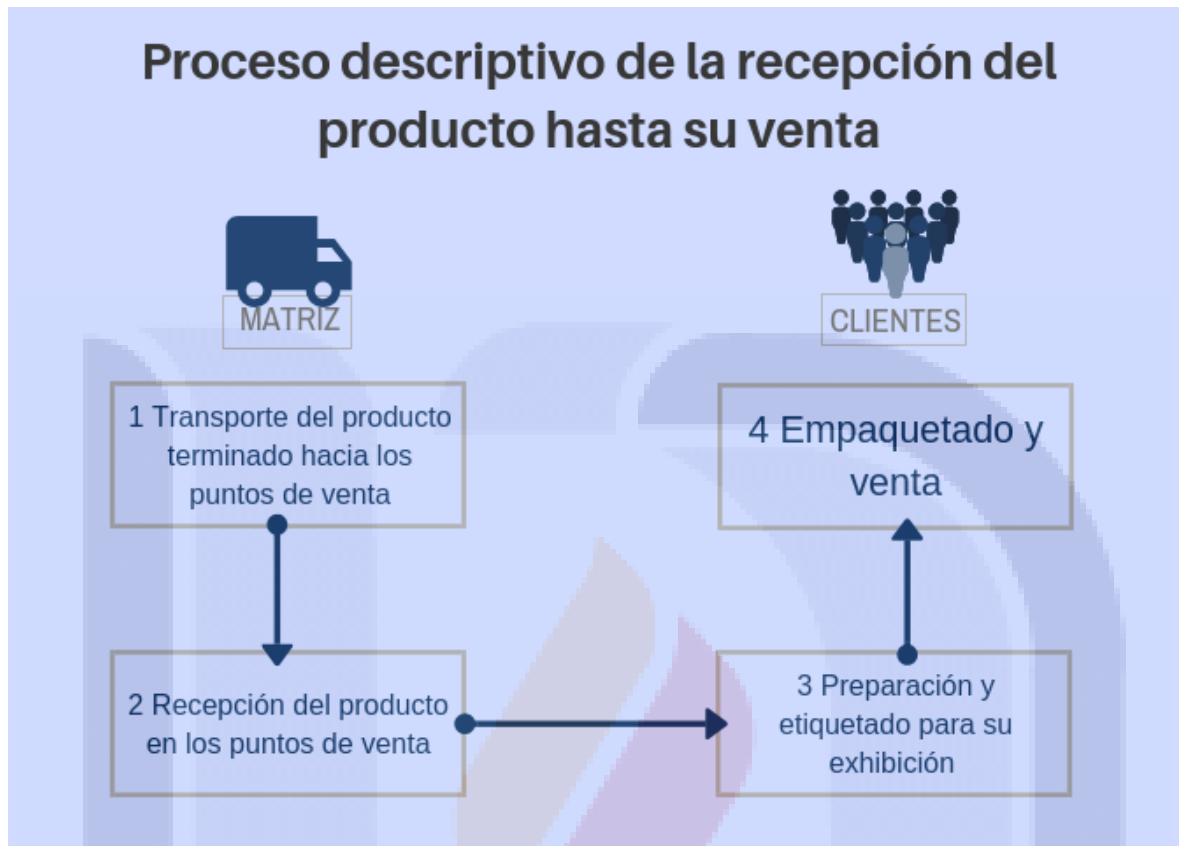 Proceso descriptivo de la recepción del
producto hasta su venta
MATRIZ
CLIENTES
1 Transporte del producto
terminado hacia los
puntos de venta
2 Recepción del producto
en los puntos de venta
3 Preparación y
etiquetado para su
exhibición
4 Empaquetado y
venta